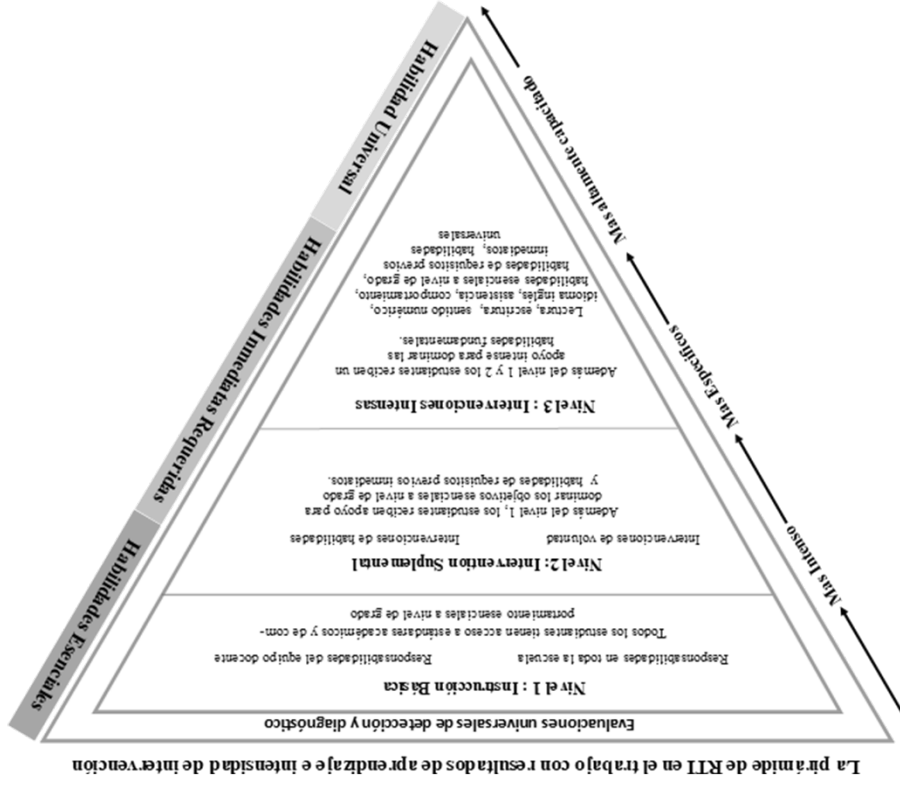 La pirámide de RTI en el trabajo con resultados de aprendizaje e intensidad de intervención
Evaluaciones universales de detección y diagnóstico
Nivel 1 : Instrucción Básica
Responsabilidades en toda la escuela Responsabilidades del equipo docente
Todos los estudiantes tienen acceso a estándares académicos y de com-
portamiento esenciales a nivel de grado
Nivel 2: Intervention Suplemental
Intervenciones de voluntad Intervenciones de habilidades
Además del nivel 1, los estudiantes reciben apoyo para
dominar los objetivos esenciales a nivel de grado
y habilidades de requisitos previos inmediatos.
Nivel 3 : Intervenciones Intensas
Además del nivel 1 y 2 los estudiantes reciben un
apoyo intense para dominar las
habilidades fundamentales.
Lectura, escritura, sentido numérico,
idioma inglés, asistencia, comportamiento,
habilidades esenciales a nivel de grado,
habilidades de requisitos previos
inmediatos, habilidades
universales
Mas Intenso
Mas Específicos
Mas altamente capacitado
Habilidades Esenciales
Habilidades Inmediatas Requeridas
Habilidad Universal